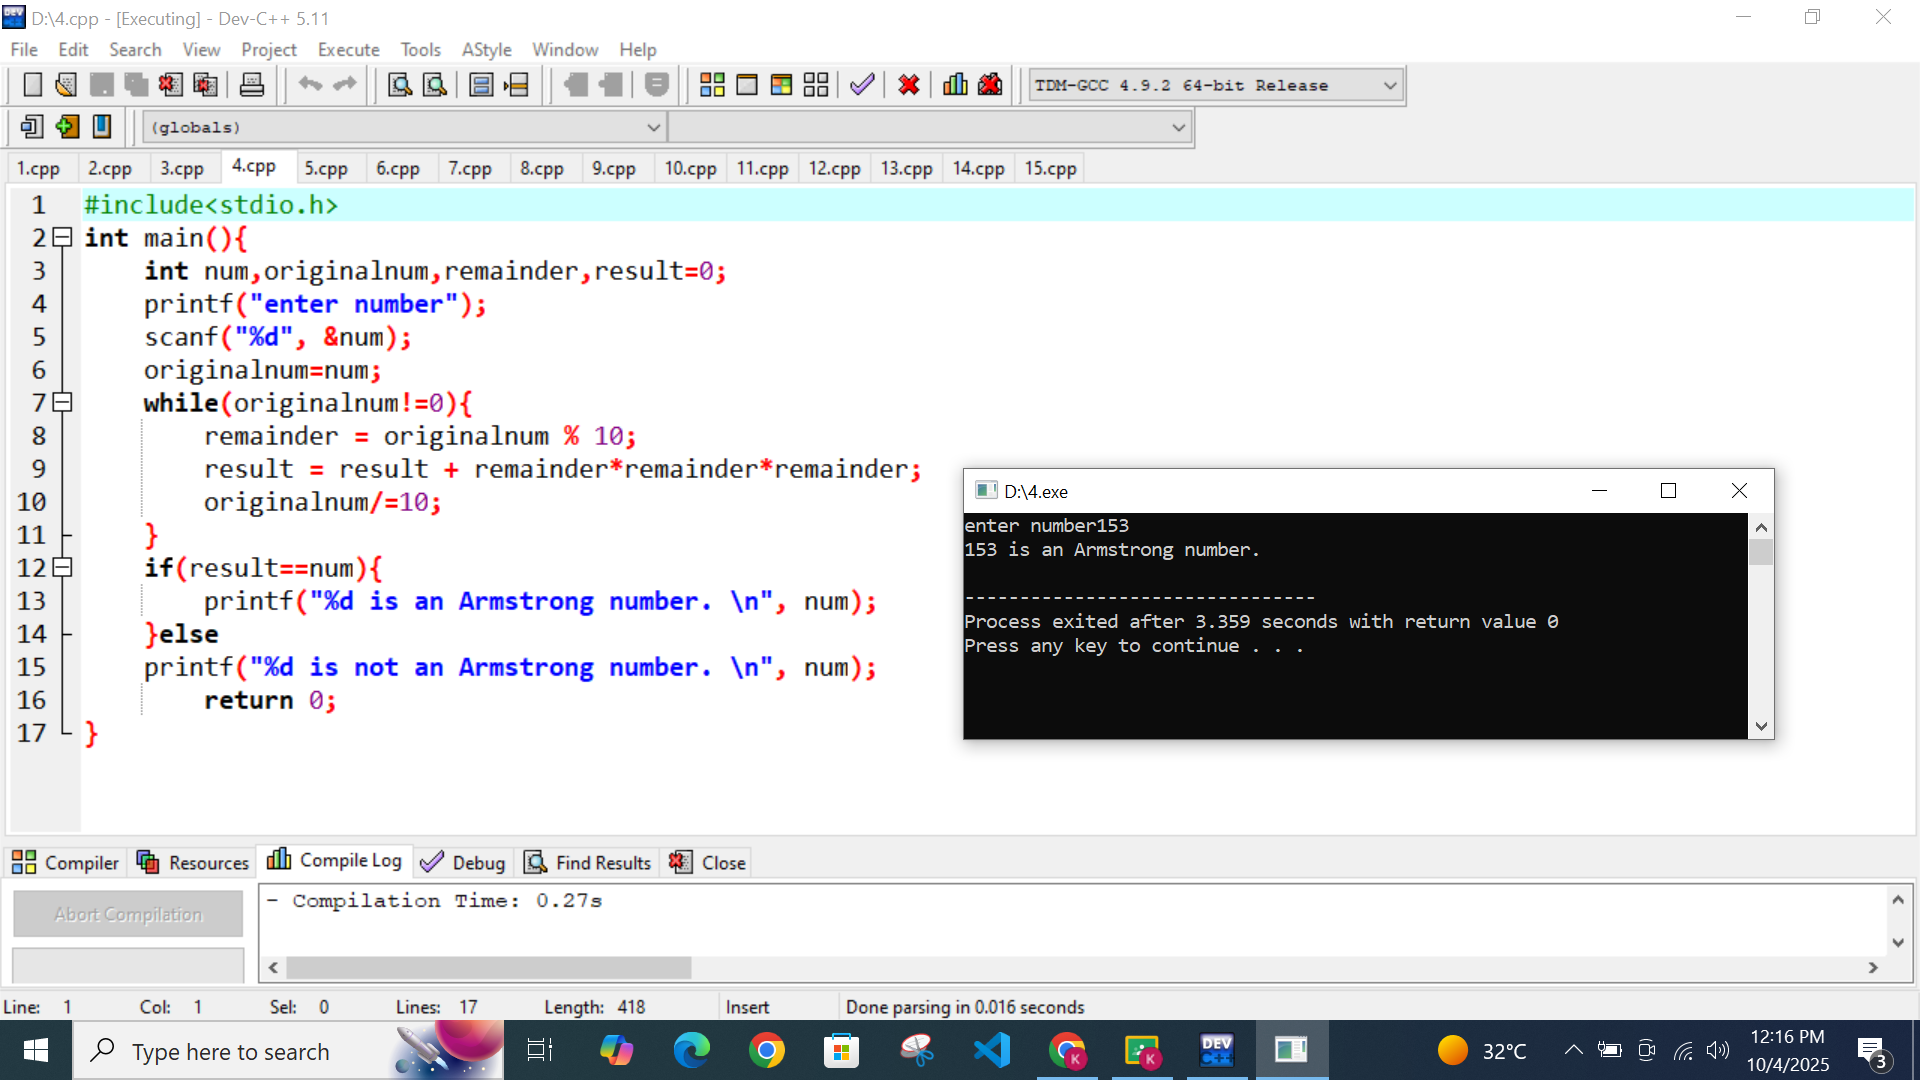 D:\4.cpp - [Executing] - Dev-C++ 5.11
File Edit Search View Project Execute Tools AStyle Window Help
TDM-GCC 4.9.2 64-bit Release
(globals)
1.cpp 2.cpp 3.cpp 4.cpp 5.cpp 6.cpp 7.cpp 8.cpp 9.cpp 10.cpp 11.cpp 12.cpp 13.cpp 14.cpp 15.cpp
1 #include<stdio.h>
2 int main(){
3 int num,originalnum,remainder,result=0;
4 printf("enter number");
5 scanf("%d", &num);
6 originalnum=num;
7 while(originalnum!=0){
8 remainder = originalnum % 10;
9 result = result + remainder*remainder*remainder;
10 originalnum/=10;
11 }
12 if(result==num){
13 printf("%d is an Armstrong number. \n", num);
14 }else
15 printf("%d is not an Armstrong number. \n", num);
16 return 0;
17 }
D:\4.exe
enter number153
153 is an Armstrong number.
--------------------------------
Process exited after 3.359 seconds with return value 0
Press any key to continue . . .
Compiler Resources Compile Log Debug Find Results Close
Abort Compilation
- Compilation Time: 0.27s
Line: 1 Col: 1 Sel: 0 Lines: 17 Length: 418 Insert Done parsing in 0.016 seconds
Type here to search
K
K
DEV
C++
32°C
12:16 PM
10/4/2025
3